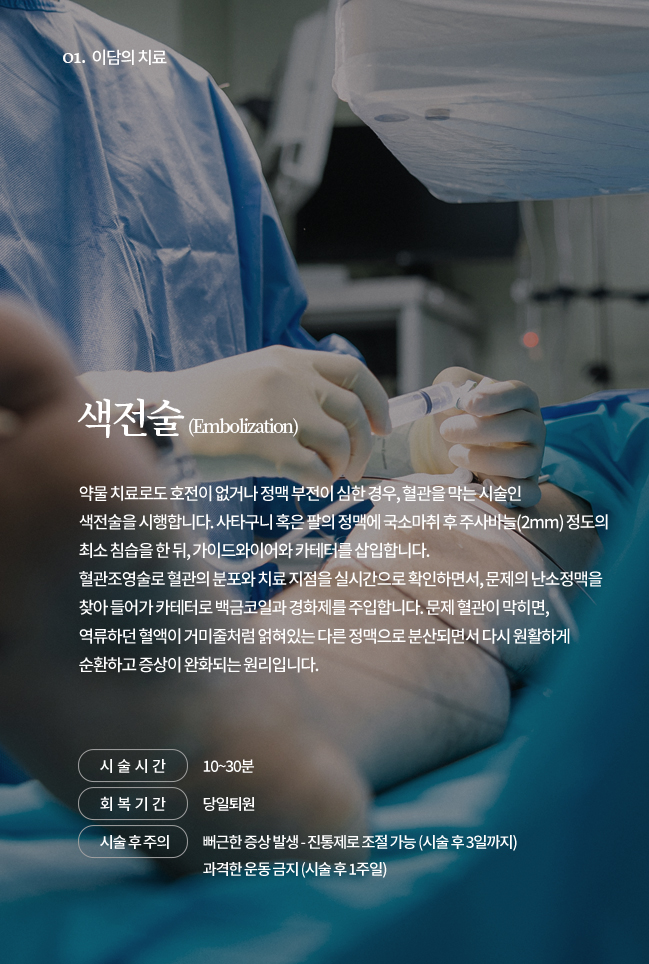 01. 이담의 치료
색전술 (Embolization)
약물 치료로도 호전이 없거나 정맥 부전이 심한 경우, 혈관을 막는 시술인
색전술을 시행합니다. 사타구니 혹은 팔의 정맥에 국소마취 후 주사바늘(2mm) 정도의
최소 침습을 한 뒤, 가이드와이어와 카테터를 삽입합니다.
혈관조영술로 혈관의 분포와 치료 지점을 실시간으로 확인하면서, 문제의 난소정맥을
찾아 들어가 카테터로 백금코일과 경화제를 주입합니다. 문제 혈관이 막히면,
역류하던 혈액이 거미줄처럼 얽혀있는 다른 정맥으로 분산되면서 다시 원활하게
순환하고 증상이 완화되는 원리입니다.
시술시간 10~30분
회복기간 당일퇴원
시술 후 주의 뻐근한 증상 발생 - 진통제로 조절 가능 (시술 후 3일까지)
과격한 운동 금지 (시술 후 1주일)